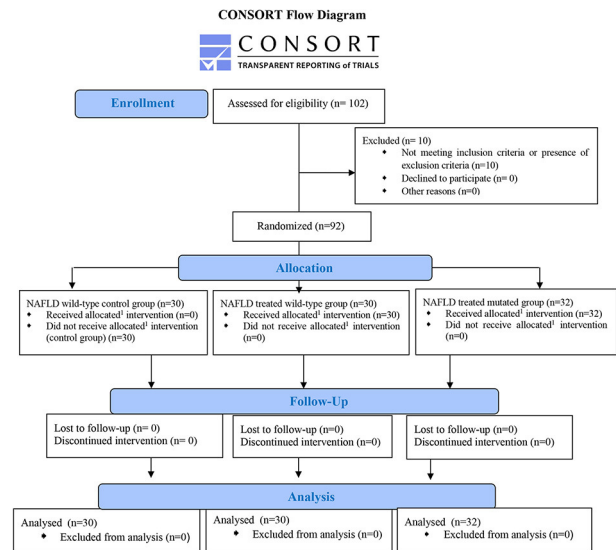 CONSORT Flow Diagram
CONSORT
TRANSPARENT REPORTING of TRIALS
Enrollment
Assessed for eligibility (n= 102)
Excluded (n= 10)
◆ Not meeting inclusion criteria or presence of
exclusion criteria (n=10)
◆ Declined to participate (n= 0)
◆ Other reasons (n=0)
Randomized (n=92)
Allocation
NAFLD wild-type control group (n=30)
◆ Received allocated¹ intervention (n=0)
◆ Did not receive allocated¹ intervention
(control group) (n=30)
NAFLD treated wild-type group (n=30)
◆ Received allocated¹ intervention (n=30)
◆ Did not receive allocated¹ intervention
(n=0)
NAFLD treated mutated group (n=32)
◆ Received allocated¹ intervention (n=32)
◆ Did not receive allocated¹ intervention
(n=0)
Follow-Up
Lost to follow-up (n= 0)
Discontinued intervention (n= 0)
Lost to follow-up (n=0)
Discontinued intervention (n=0)
Lost to follow-up (n=0)
Discontinued intervention (n=0)
Analysis
Analysed (n=30)
◆ Excluded from analysis (n=0)
Analysed (n=30)
◆ Excluded from analysis (n=0)
Analysed (n=32)
◆ Excluded from analysis (n=0)